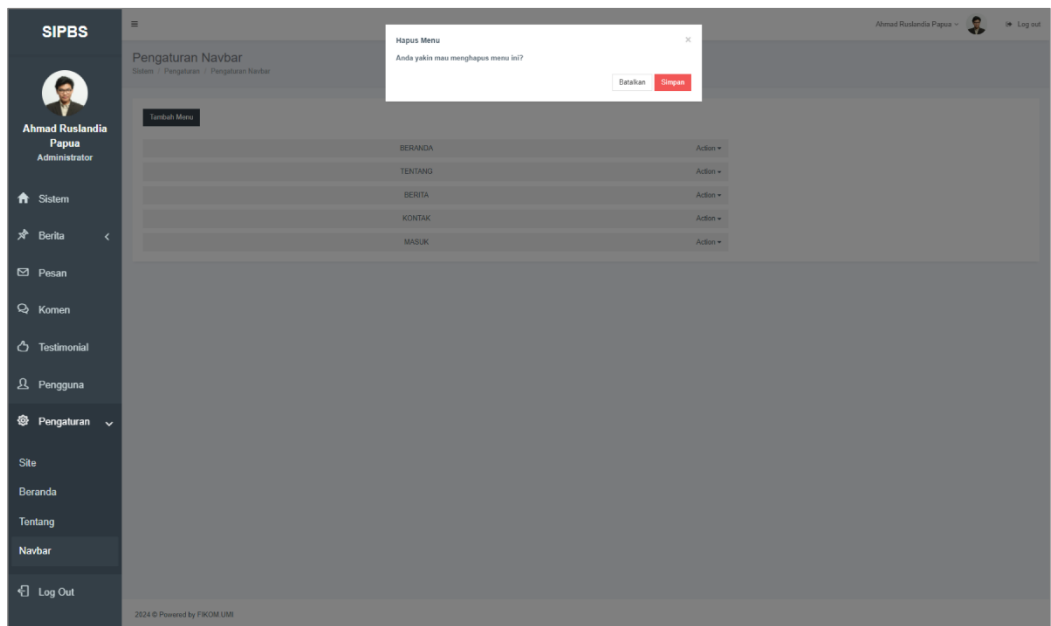 SIPBS
Ahmad Ruslandia Papua
Log out
Hapus Menu
Anda yakin mau menghapus menu ini?
Batalkan
Simpan
Pengaturan Navbar
Sistem / Pengaturan / Pengaturan Navbar
Ahmad Ruslandia
Papua
Administrator
Tambah Menu
BERANDA Action
TENTANG Action
BERITA Action
KONTAK Action
MASUK Action
Sistem
Berita
Pesan
Komen
Testimonial
Pengguna
Pengaturan
Site
Beranda
Tentang
Navbar
Log Out
2024 © Powered by FIKOM UMI